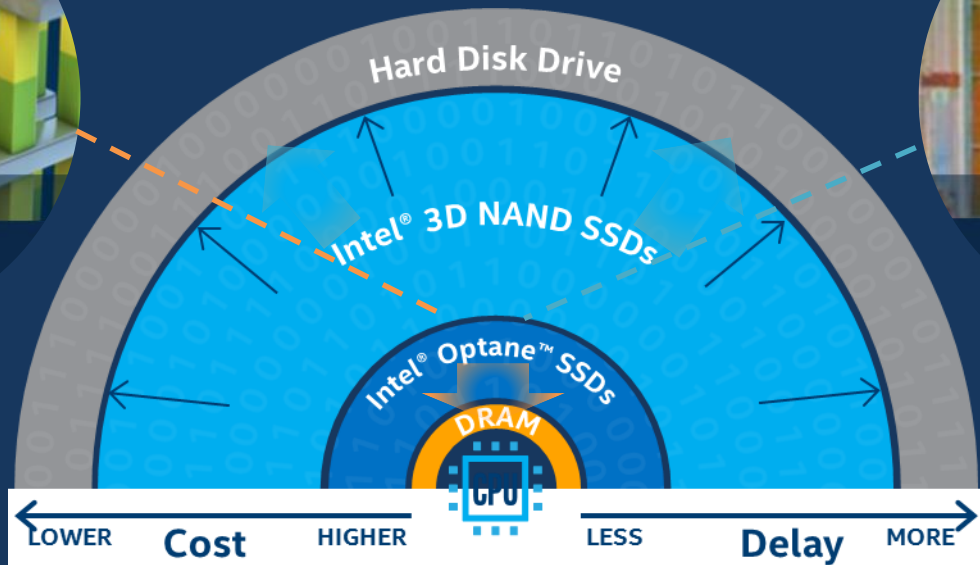 Hard Disk Drive
Intel® 3D NAND SSDs
Intel® Optane™ SSDs
DRAM
CPU
LOWER Cost HIGHER LESS Delay MORE